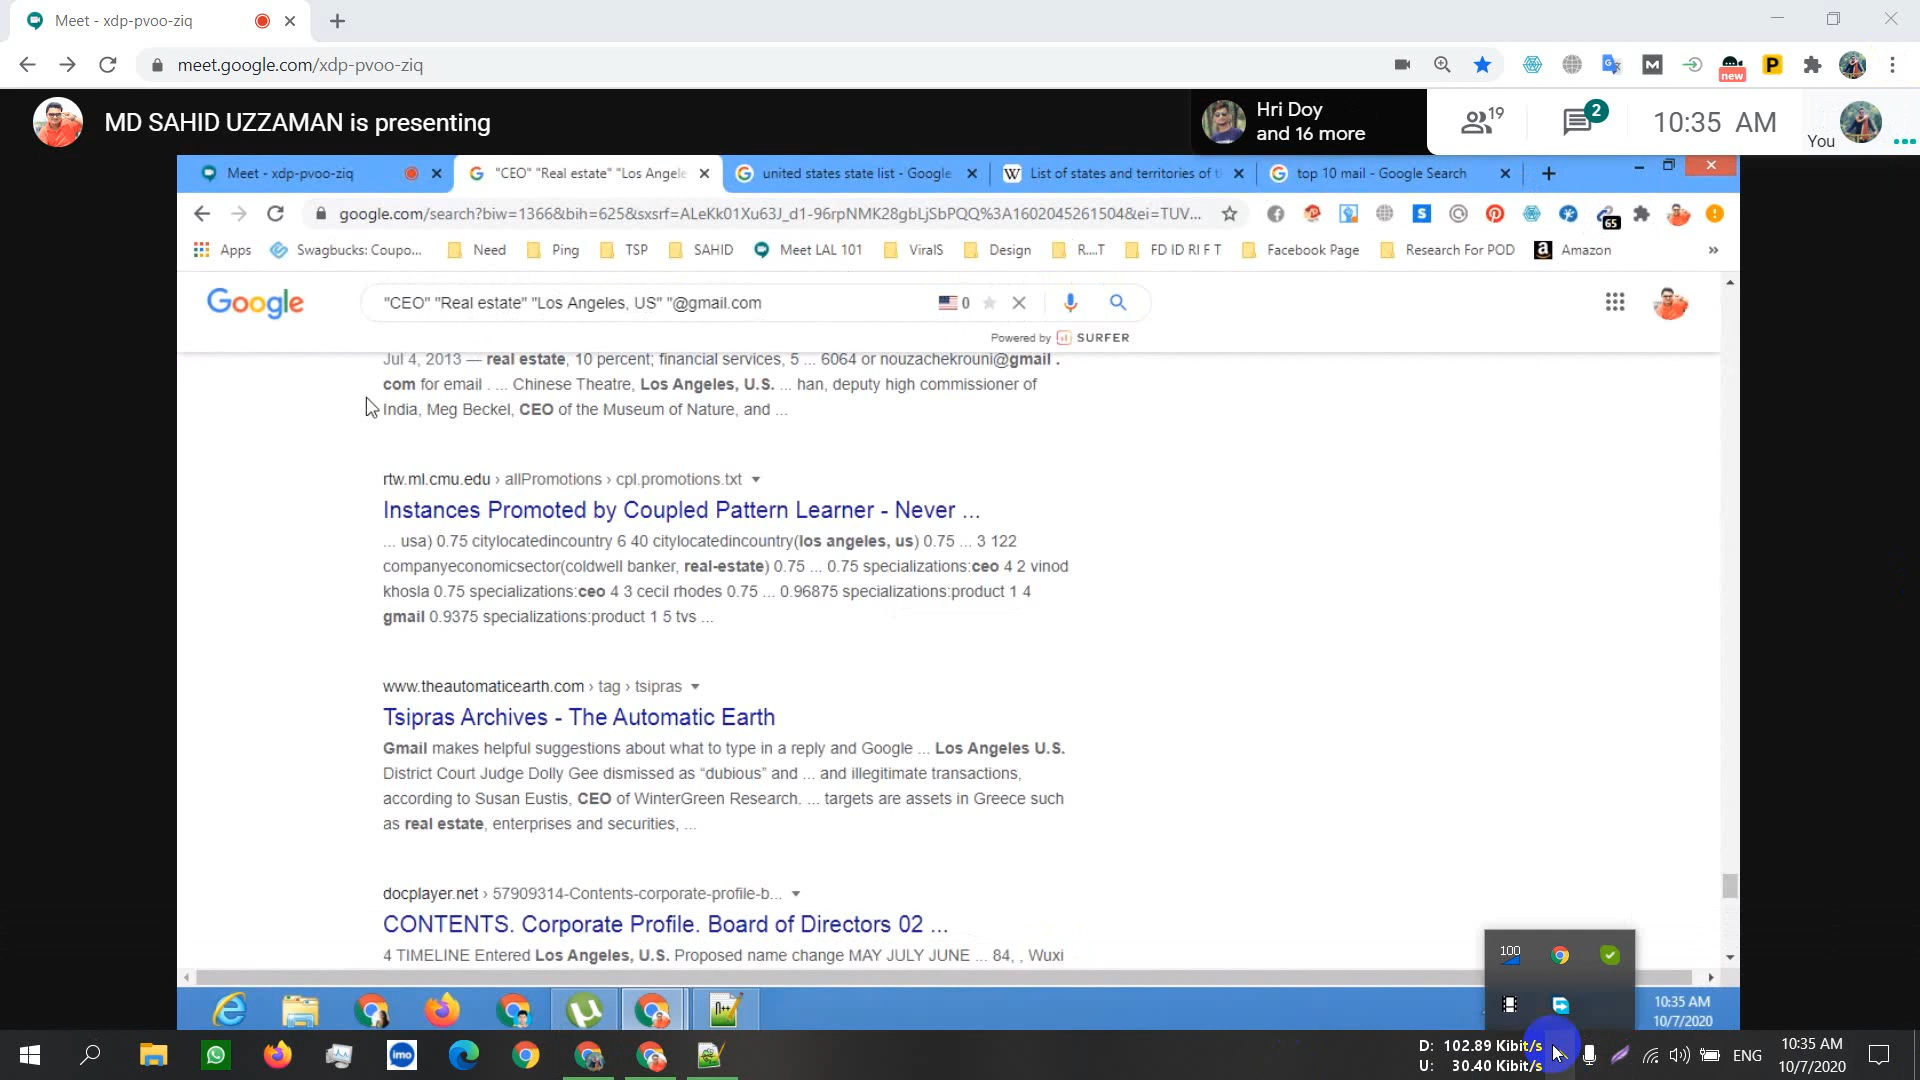 Meet - xdp-pvoo-ziq
meet.google.com/xdp-pvoo-ziq
new
MD SAHID UZZAMAN is presenting
Hri Doy
and 16 more
19
2
10:35 AM
You
Meet - xdp-pvoo-ziq
"CEO" "Real estate" "Los Angele
united states state list - Google
List of states and territories of t
top 10 mail - Google Search
google.com/search?biw=1366&bih=625&sxsrf=ALeKk01Xu63J_d1-96rpNMK28gbLjSbPQQ%3A1602045261504&ei=TUV...
65
Apps
Swagbucks: Coupo...
Need
Ping
TSP
SAHID
Meet LAL 101
ViralS
Design
R....T
FD ID RI F T
Facebook Page
Research For POD
Amazon
»
Google
"CEO" "Real estate" "Los Angeles, US" "@gmail.com
0
Powered by SURFER
Jul 4, 2013 — real estate, 10 percent; financial services, 5 ... 6064 or nouzachekrouni@gmail .
com for email . ... Chinese Theatre, Los Angeles, U.S. ... han, deputy high commissioner of
India, Meg Beckel, CEO of the Museum of Nature, and ...
rtw.ml.cmu.edu › allPromotions › cpl.promotions.txt
Instances Promoted by Coupled Pattern Learner - Never ...
... usa) 0.75 citylocatedincountry 6 40 citylocatedincountry(los angeles, us) 0.75 ... 3 122
companyeconomicsector(coldwell banker, real-estate) 0.75 ... 0.75 specializations:ceo 4 2 vinod
khosla 0.75 specializations:ceo 4 3 cecil rhodes 0.75 ... 0.96875 specializations:product 1 4
gmail 0.9375 specializations:product 1 5 tvs ...
www.theautomaticearth.com › tag › tsipras
Tsipras Archives - The Automatic Earth
Gmail makes helpful suggestions about what to type in a reply and Google ... Los Angeles U.S.
District Court Judge Dolly Gee dismissed as “dubious” and ... and illegitimate transactions,
according to Susan Eustis, CEO of WinterGreen Research. ... targets are assets in Greece such
as real estate, enterprises and securities, ...
docplayer.net › 57909314-Contents-corporate-profile-b...
CONTENTS. Corporate Profile. Board of Directors 02 ...
4 TIMELINE Entered Los Angeles, U.S. Proposed name change MAY JULY JUNE ... 84, , Wuxi
100
10:35 AM
10/7/2020
imo
D: 102.89 Kibit/s
U: 30.40 Kibit/s
ENG
10:35 AM
10/7/2020